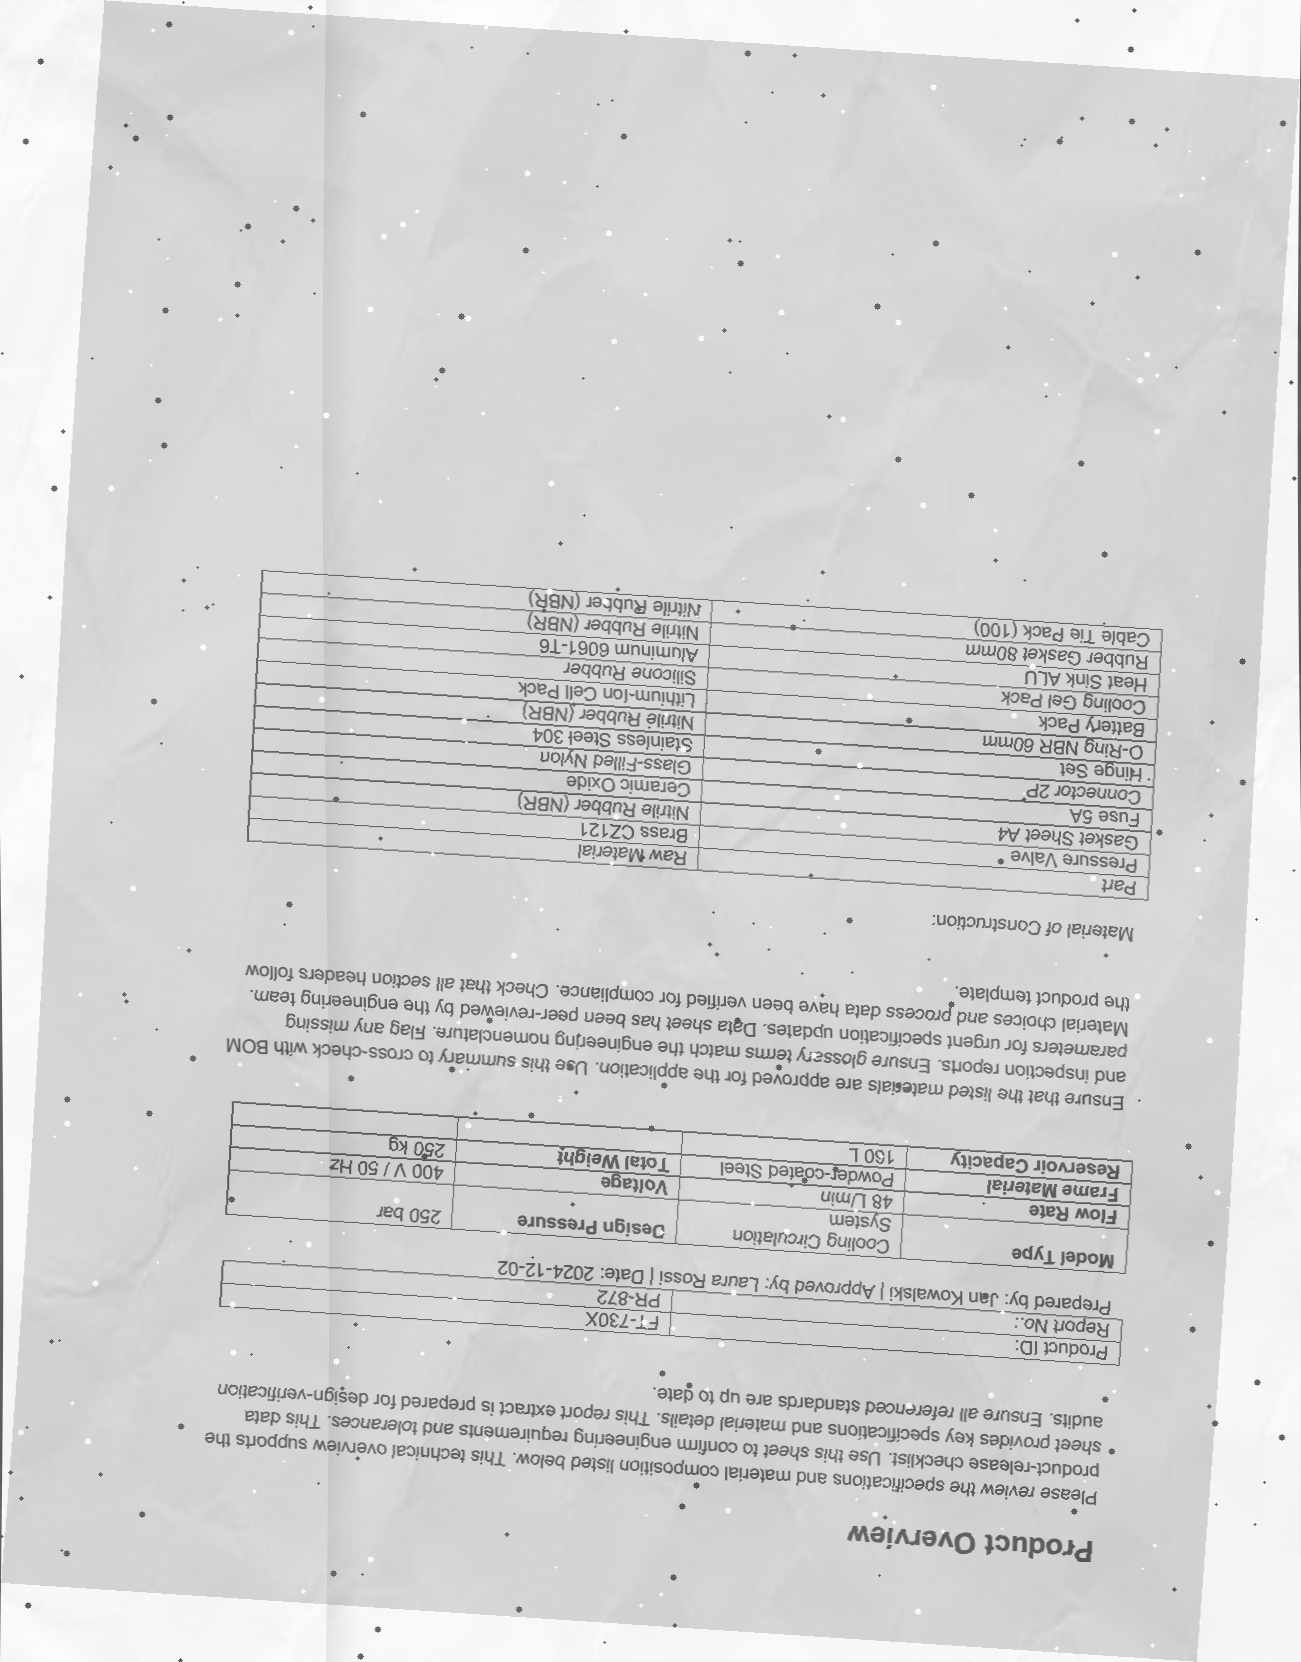 Product Overview
Please review the specifications and material composition listed below. This technical overview supports the
product-release checklist. Use this sheet to confirm engineering requirements and tolerances. This data
sheet provides key specifications and material details. This report extract is prepared for design-verification
audits. Ensure all referenced standards are up to date.
Product ID: FT-730X
Report No.: PR-872
Prepared by: Jan Kowalski | Approved by: Laura Rossi | Date: 2024-12-02
Model Type Cooling Circulation System Design Pressure 250 bar
Flow Rate 48 L/min Voltage 400 V / 50 Hz
Frame Material Powder-coated Steel Total Weight 250 kg
Reservoir Capacity 160 L
Ensure that the listed materials are approved for the application. Use this summary to cross-check with BOM
and inspection reports. Ensure glossary terms match the engineering nomenclature. Flag any missing
parameters for urgent specification updates. Data sheet has been peer-reviewed by the engineering team.
Material choices and process data have been verified for compliance. Check that all section headers follow
the product template.
Material of Construction:
Part Raw Material
Pressure Valve Brass CZ121
Gasket Sheet A4 Nitrile Rubber (NBR)
Fuse 5A Ceramic Oxide
Connector 2P Glass-Filled Nylon
Hinge Set Stainless Steel 304
O-Ring NBR 60mm Nitrile Rubber (NBR)
Battery Pack Lithium-Ion Cell Pack
Cooling Gel Pack Silicone Rubber
Heat Sink ALU Aluminum 6061-T6
Rubber Gasket 80mm Nitrile Rubber (NBR)
Cable Tie Pack (100) Nitrile Rubber (NBR)